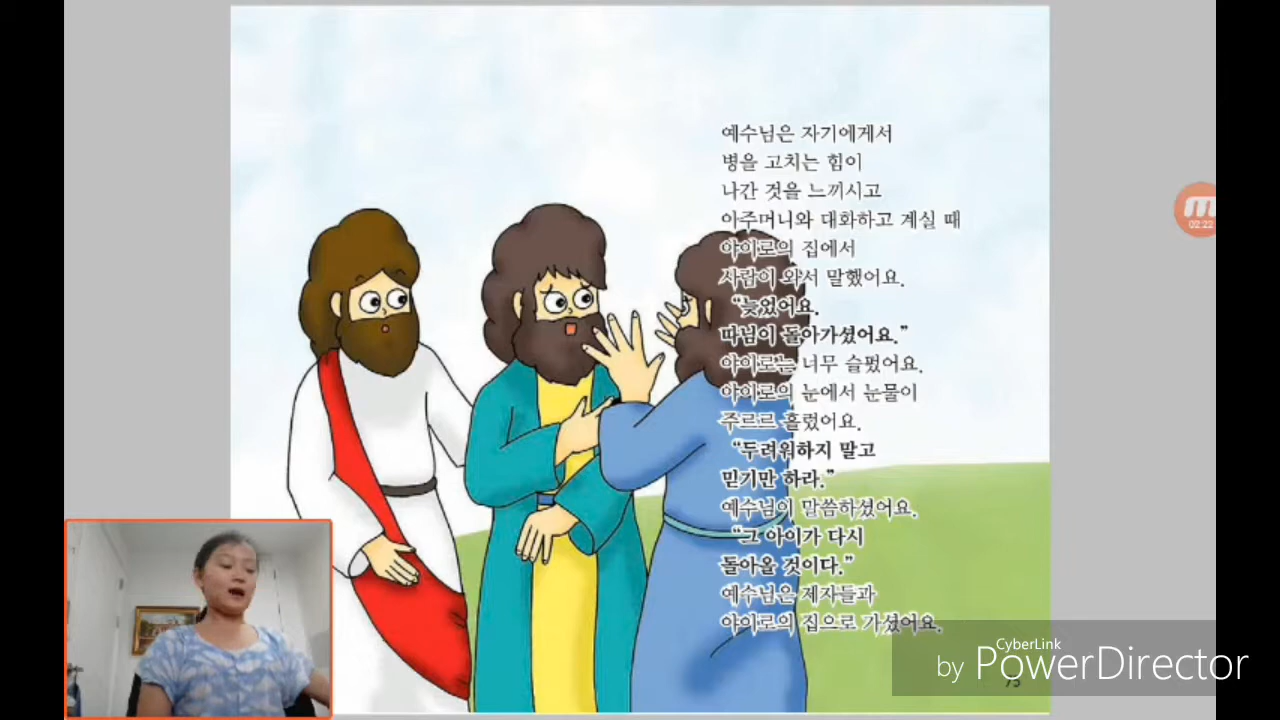 예수님은 자기에게서
병을 고치는 힘이
나간 것을 느끼시고
아주머니와 대화하고 계실 때
야이로의 집에서
사람이 와서 말했어요.
“늦었어요.
따님이 돌아가셨어요.”
야이로는 너무 슬펐어요.
야이로의 눈에서 눈물이
주르르 흘렀어요.
“두려워하지 말고
믿기만 하라.”
예수님이 말씀하셨어요.
“그 아이가 다시
돌아올 것이다.”
예수님은 제자들과
야이로의 집으로 가셨어요.
75
02:22
CyberLink
by PowerDirector